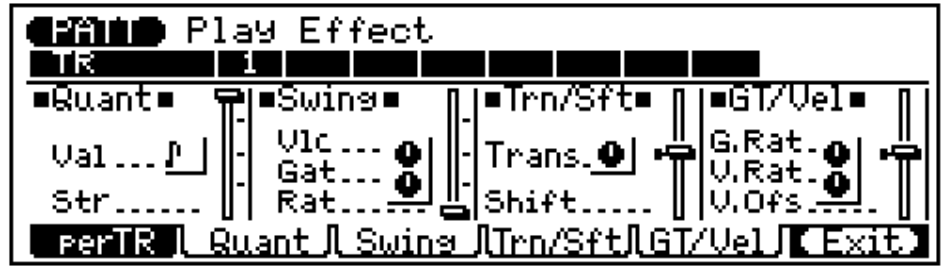 PATT Play Effect
TR 1
▪Quant▪ ▪Swing▪ ▪Trn/Sft▪ ▪GT/Vel▪
Val... Vlc... Trans. G.Rat.
Gat... V.Rat.
Str...... Rat...... Shift..... V.Ofs.....
perTR Quant Swing Trn/Sft GT/Vel Exit